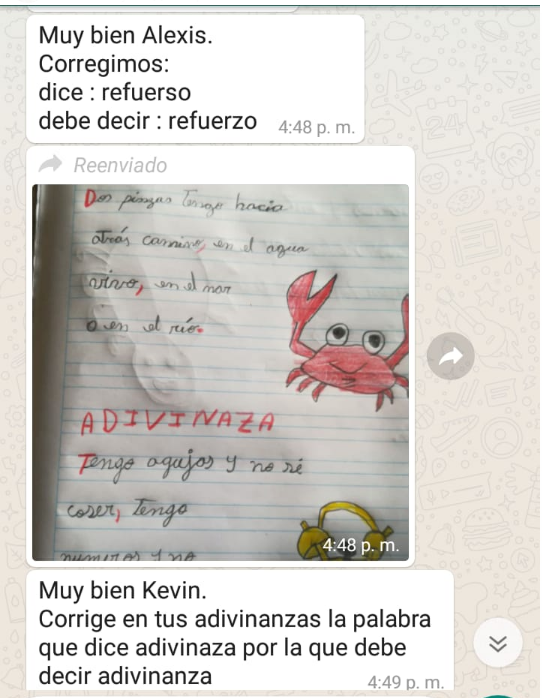 Muy bien Alexis.
Corregimos:
dice : refuerso
debe decir : refuerzo
4:48 p. m.
Reenviado
Dos pinzas Tengo hacia
atrás camino, en el agua
vivo, en el mar
o en el río.
ADIVINAZA
Tengo agujas y no sé
coser, Tengo
numeros y no
4:48 p. m.
Muy bien Kevin.
Corrige en tus adivinanzas la palabra
que dice adivinaza por la que debe
decir adivinanza
4:49 p. m.